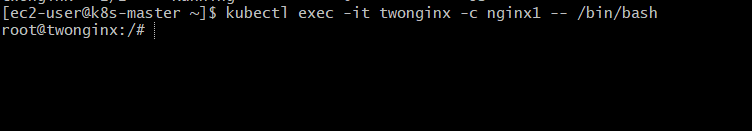 [ec2-user@k8s-master ~]$ kubectl exec -it twonginx -c nginx1 -- /bin/bash
root@twonginx:/#